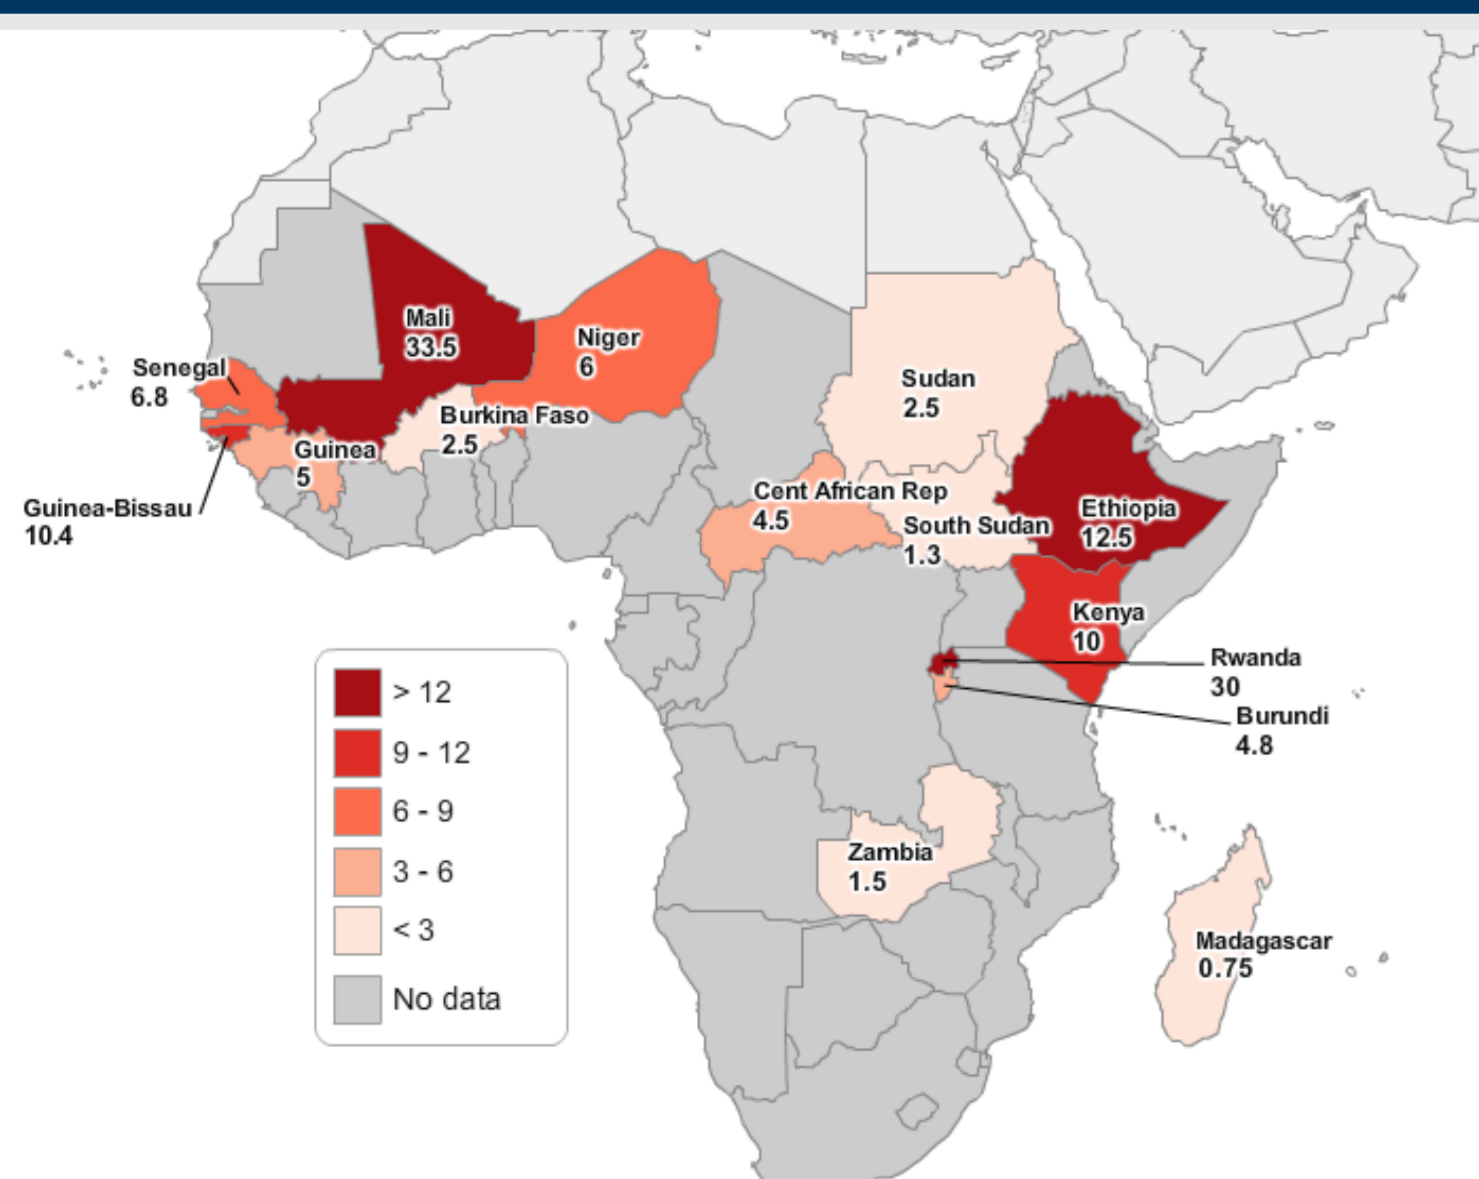 Mali
33.5
Niger
6
Senegal
6.8
Sudan
2.5
Burkina Faso
2.5
Guinea
5
Guinea-Bissau
10.4
Cent African Rep
4.5
South Sudan
1.3
Ethiopia
12.5
Kenya
10
Rwanda
30
Burundi
4.8
> 12
9 - 12
6 - 9
3 - 6
< 3
No data
Zambia
1.5
Madagascar
0.75